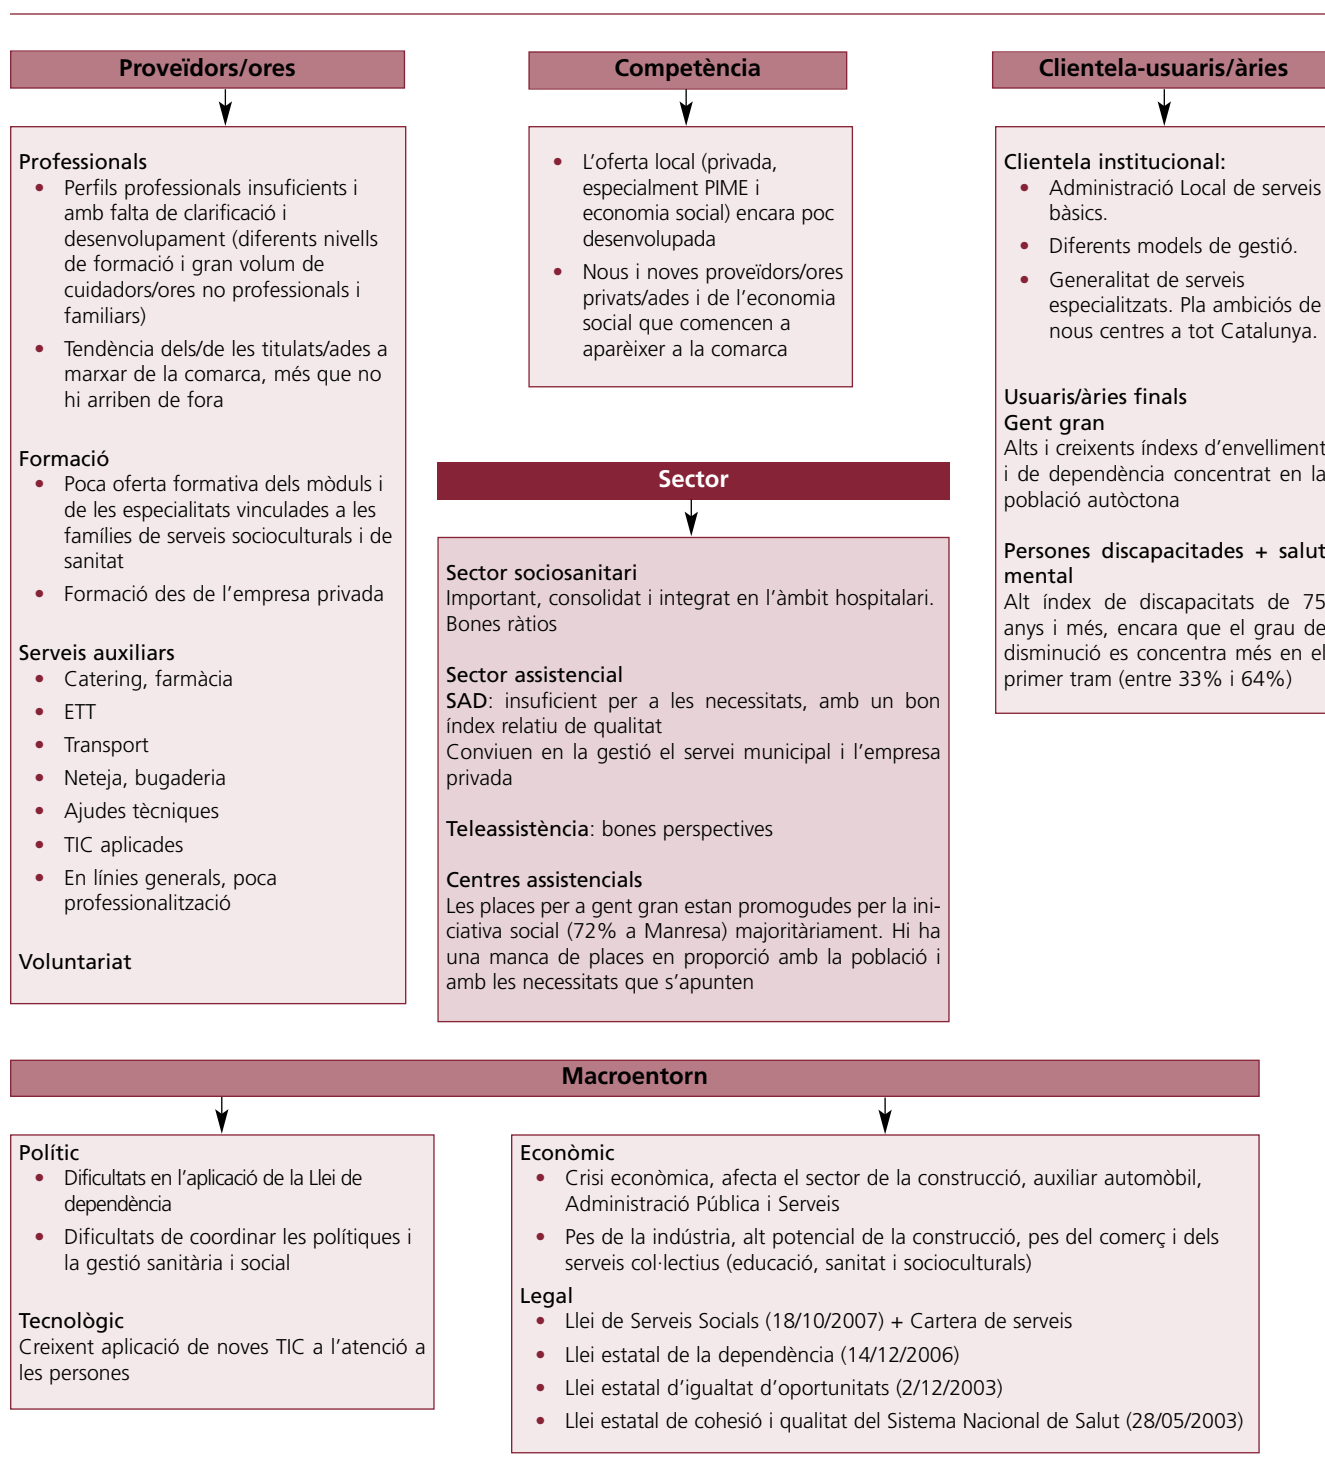 Proveïdors/ores
Professionals
• Perfils professionals insuficients i
amb falta de clarificació i
desenvolupament (diferents nivells
de formació i gran volum de
cuidadors/ores no professionals i
familiars)
• Tendència dels/de les titulats/ades a
marxar de la comarca, més que no
hi arriben de fora
Formació
• Poca oferta formativa dels mòduls i
de les especialitats vinculades a les
famílies de serveis socioculturals i de
sanitat
• Formació des de l’empresa privada
Serveis auxiliars
• Catering, farmàcia
• ETT
• Transport
• Neteja, bugaderia
• Ajudes tècniques
• TIC aplicades
• En línies generals, poca
professionalització
Voluntariat
Competència
• L’oferta local (privada,
especialment PIME i
economia social) encara poc
desenvolupada
• Nous i noves proveïdors/ores
privats/ades i de l’economia
social que comencen a
aparèixer a la comarca
Clientela-usuaris/àries
Clientela institucional:
• Administració Local de serveis
bàsics.
• Diferents models de gestió.
• Generalitat de serveis
especialitzats. Pla ambiciós de
nous centres a tot Catalunya.
Usuaris/àries finals
Gent gran
Alts i creixents índexs d’envelliment
i de dependència concentrat en la
població autòctona
Persones discapacitades + salut
mental
Alt índex de discapacitats de 75
anys i més, encara que el grau de
disminució es concentra més en el
primer tram (entre 33% i 64%)
Sector
Sector sociosanitari
Important, consolidat i integrat en l’àmbit hospitalari.
Bones ràtios
Sector assistencial
SAD: insuficient per a les necessitats, amb un bon
índex relatiu de qualitat
Conviuen en la gestió el servei municipal i l’empresa
privada
Teleassistència: bones perspectives
Centres assistencials
Les places per a gent gran estan promogudes per la ini-
ciativa social (72% a Manresa) majoritàriament. Hi ha
una manca de places en proporció amb la població i
amb les necessitats que s’apunten
Macroentorn
Polític
• Dificultats en l’aplicació de la Llei de
dependència
• Dificultats de coordinar les polítiques i
la gestió sanitària i social
Tecnològic
Creixent aplicació de noves TIC a l’atenció a
les persones
Econòmic
• Crisi econòmica, afecta el sector de la construcció, auxiliar automòbil,
Administració Pública i Serveis
• Pes de la indústria, alt potencial de la construcció, pes del comerç i dels
serveis col·lectius (educació, sanitat i socioculturals)
Legal
• Llei de Serveis Socials (18/10/2007) + Cartera de serveis
• Llei estatal de la dependència (14/12/2006)
• Llei estatal d’igualtat d’oportunitats (2/12/2003)
• Llei estatal de cohesió i qualitat del Sistema Nacional de Salut (28/05/2003)